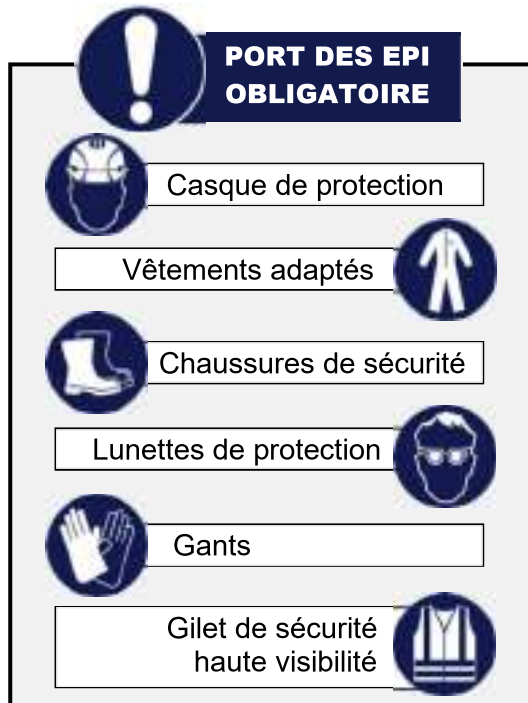 PORT DES EPI
OBLIGATOIRE
Casque de protection
Vêtements adaptés
Chaussures de sécurité
Lunettes de protection
Gants
Gilet de sécurité
haute visibilité